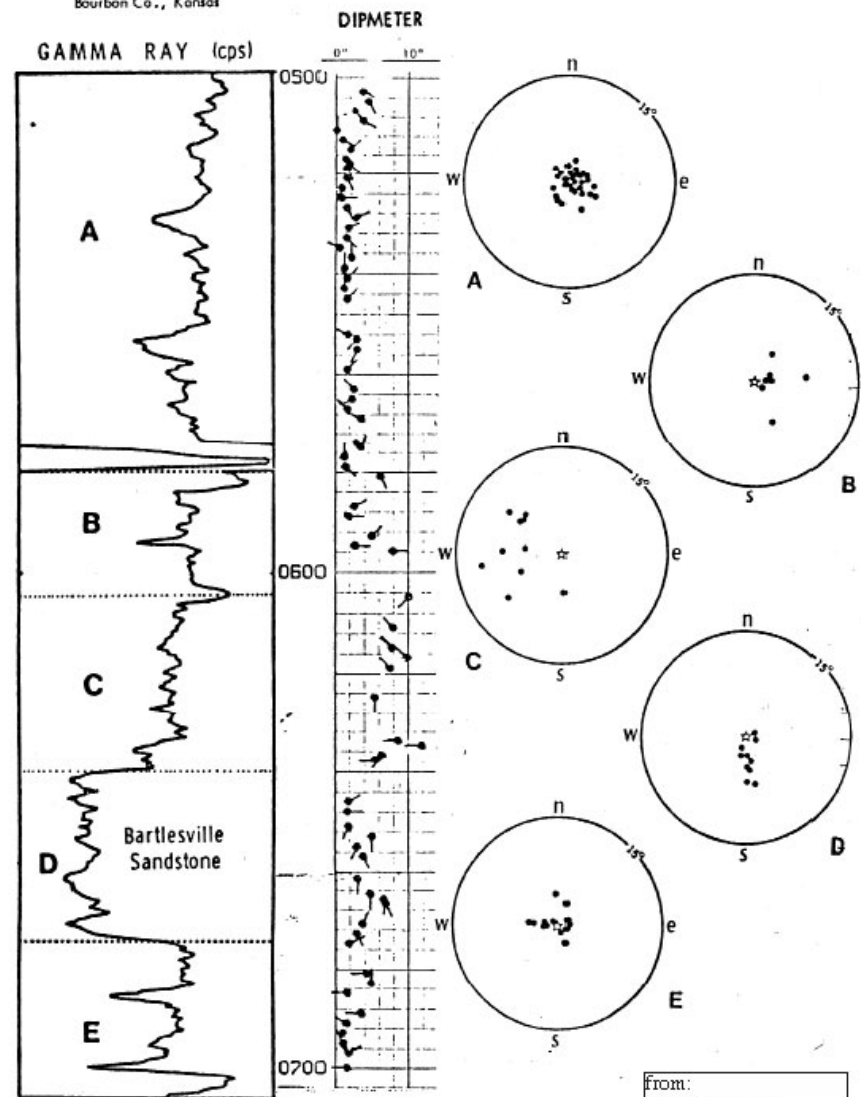 Bourbon Co., Kansas
DIPMETER
GAMMA RAY (cps)
0° 10°
0500
n
15°
w e
A
A
s
n
15°
w
s
B
n
15°
w e
B
0600
C
s
C
n
15°
w
s
D
Bartlesville
Sandstone
D
n
15°
w e
s
E
E
0700
from: